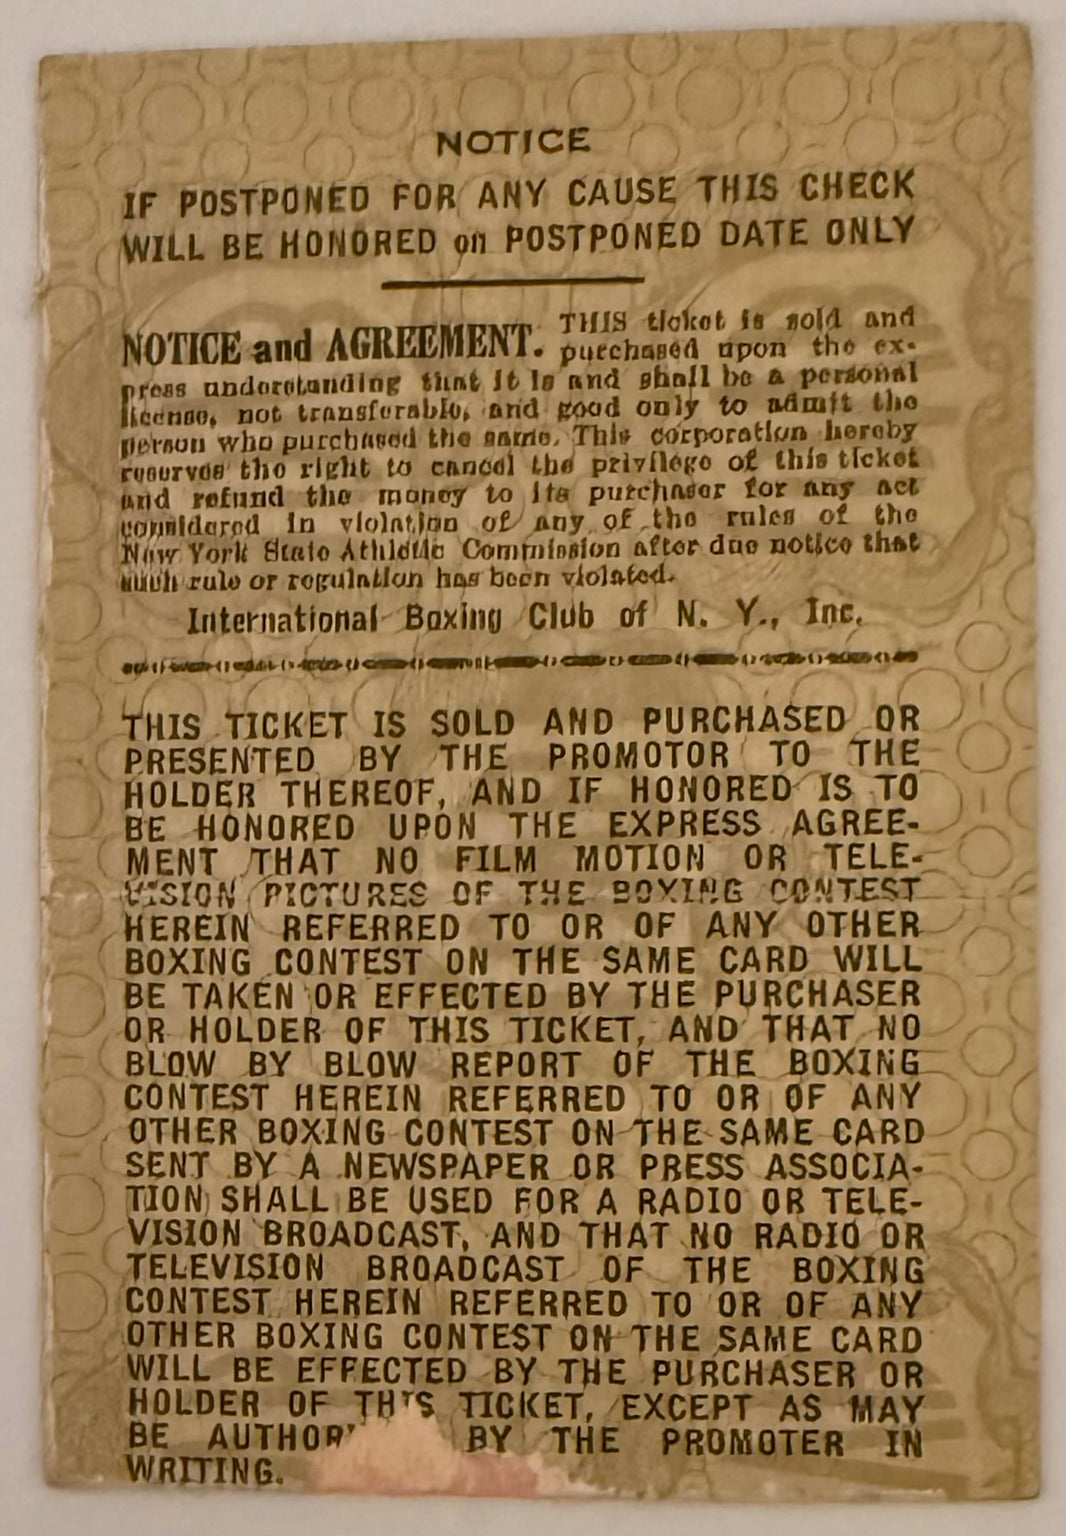 NOTICE
IF POSTPONED FOR ANY CAUSE THIS CHECK
WILL BE HONORED on POSTPONED DATE ONLY
NOTICE and AGREEMENT. THIS ticket is sold and
purchased upon the ex-
press understanding that it is and shall be a personal
license, not transferable, and good only to admit the
person who purchased the same. This corporation hereby
reserves the right to cancel the privilege of this ticket
and refund the money to its purchaser for any act
considered in violation of any of the rules of the
New York State Athletic Commission after due notice that
such rule or regulation has been violated.
International Boxing Club of N. Y., Inc.
THIS TICKET IS SOLD AND PURCHASED OR
PRESENTED BY THE PROMOTOR TO THE
HOLDER THEREOF, AND IF HONORED IS TO
BE HONORED UPON THE EXPRESS AGREE-
MENT THAT NO FILM MOTION OR TELE-
VISION PICTURES OF THE BOXING CONTEST
HEREIN REFERRED TO OR OF ANY OTHER
BOXING CONTEST ON THE SAME CARD WILL
BE TAKEN OR EFFECTED BY THE PURCHASER
OR HOLDER OF THIS TICKET, AND THAT NO
BLOW BY BLOW REPORT OF THE BOXING
CONTEST HEREIN REFERRED TO OR OF ANY
OTHER BOXING CONTEST ON THE SAME CARD
SENT BY A NEWSPAPER OR PRESS ASSOCIA-
TION SHALL BE USED FOR A RADIO OR TELE-
VISION BROADCAST, AND THAT NO RADIO OR
TELEVISION BROADCAST OF THE BOXING
CONTEST HEREIN REFERRED TO OR OF ANY
OTHER BOXING CONTEST ON THE SAME CARD
WILL BE EFFECTED BY THE PURCHASER OR
HOLDER OF THIS TICKET, EXCEPT AS MAY
BE BY THE PROMOTER IN
WRITING.